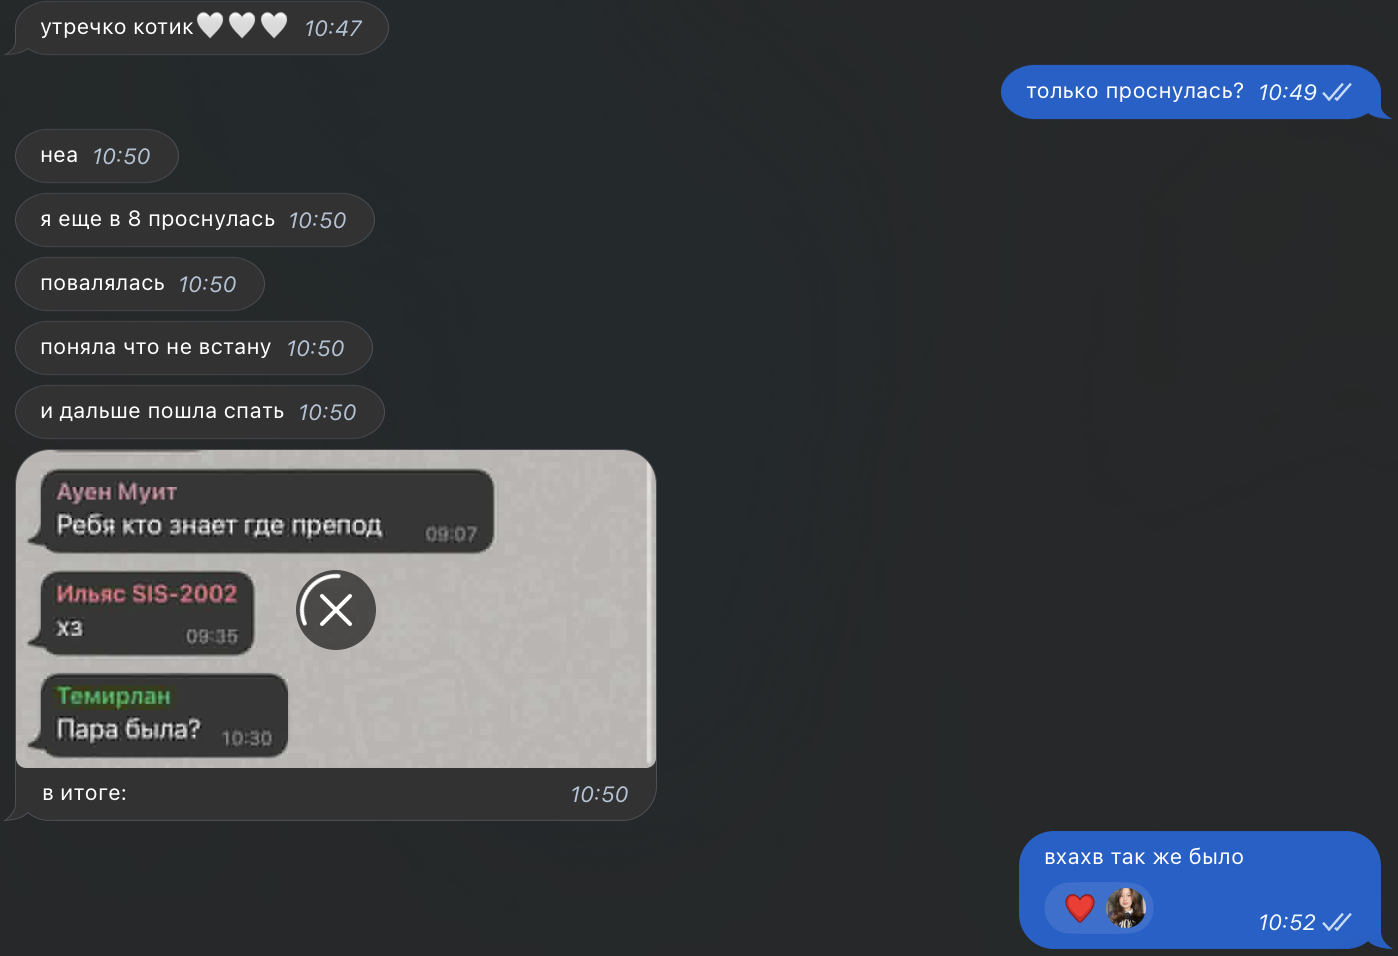 утречко котик🤍🤍🤍 10:47
только проснулась? 10:49
неа 10:50
я еще в 8 проснулась 10:50
повалялась 10:50
поняла что не встану 10:50
и дальше пошла спать 10:50
Ауен Муит
Ребя кто знает где препод 09:07
Ильяс SIS-2002
хз 09:35
Темирлан
Пара была? 10:30
в итоге: 10:50
вхахв так же было
❤️ 10:52